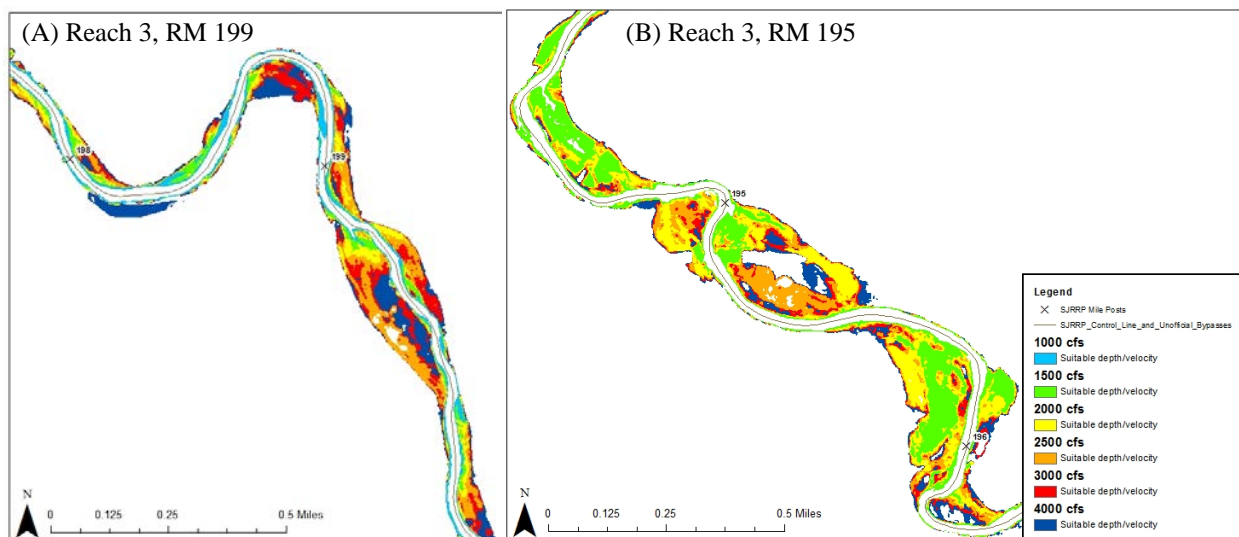 (A) Reach 3, RM 199
(B) Reach 3, RM 195
198
199
195
196
N
0 0.125 0.25 0.5 Miles
N
0 0.125 0.25 0.5 Miles
Legend
SJRRP Mile Posts
SJRRP_Control_Line_and_Unofficial_Bypasses
1000 cfs
Suitable depth/velocity
1500 cfs
Suitable depth/velocity
2000 cfs
Suitable depth/velocity
2500 cfs
Suitable depth/velocity
3000 cfs
Suitable depth/velocity
4000 cfs
Suitable depth/velocity